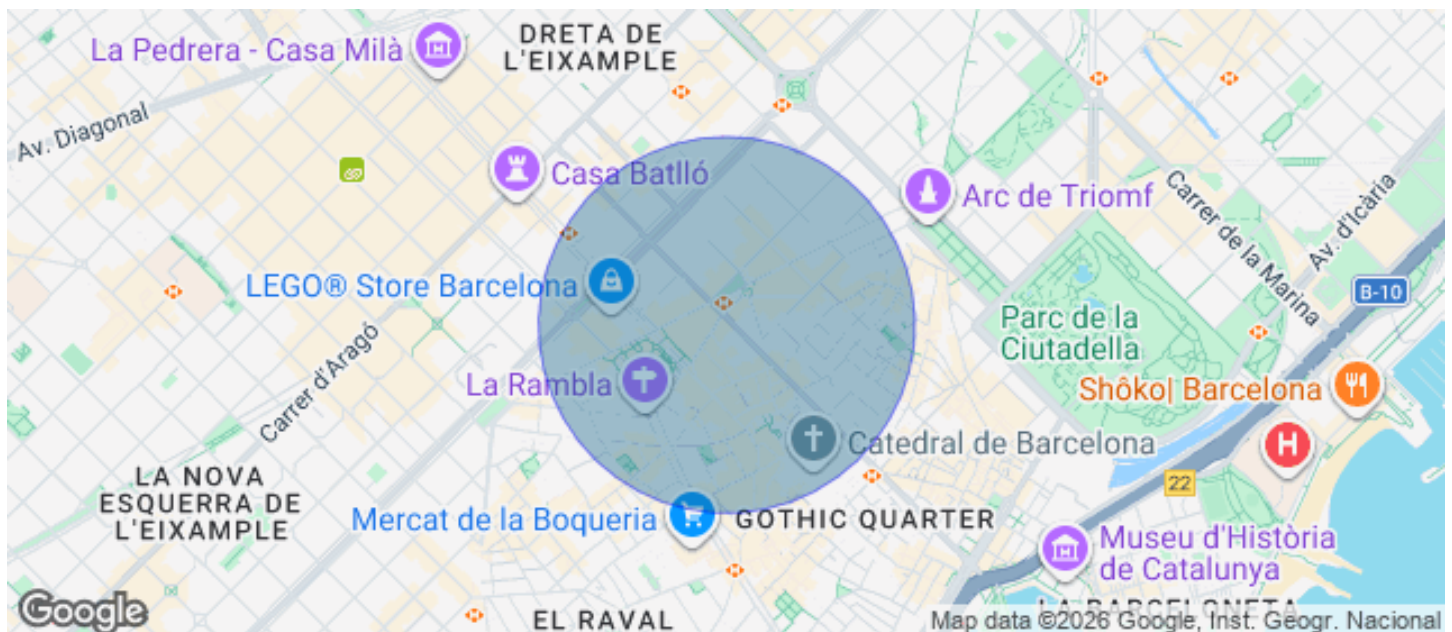 La Pedrera - Casa Milà
DRETA DE
L'EIXAMPLE
Av. Diagonal
Casa Batlló
Arc de Triomf
Carrer de la Marina
Av. d'Icària
LEGO® Store Barcelona
B-10
Parc de la
Ciutadella
Carrer d'Aragó
La Rambla
Shôko| Barcelona
Catedral de Barcelona
H
LA NOVA
ESQUERRA DE
L'EIXAMPLE
22
Mercat de la Boqueria
GOTHIC QUARTER
Museu d'Història
de Catalunya
Google
EL RAVAL
LA BARCELONETA
Map data ©2026 Google, Inst. Geogr. Nacional